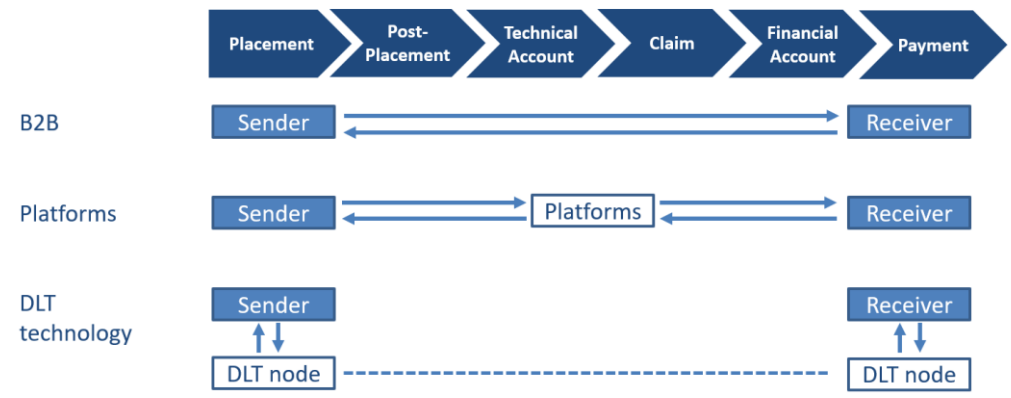 Placement
Post-
Placement
Technical
Account
Claim
Financial
Account
Payment
B2B
Sender
Receiver
Platforms
Sender
Platforms
Receiver
DLT
technology
Sender
Receiver
DLT node
DLT node